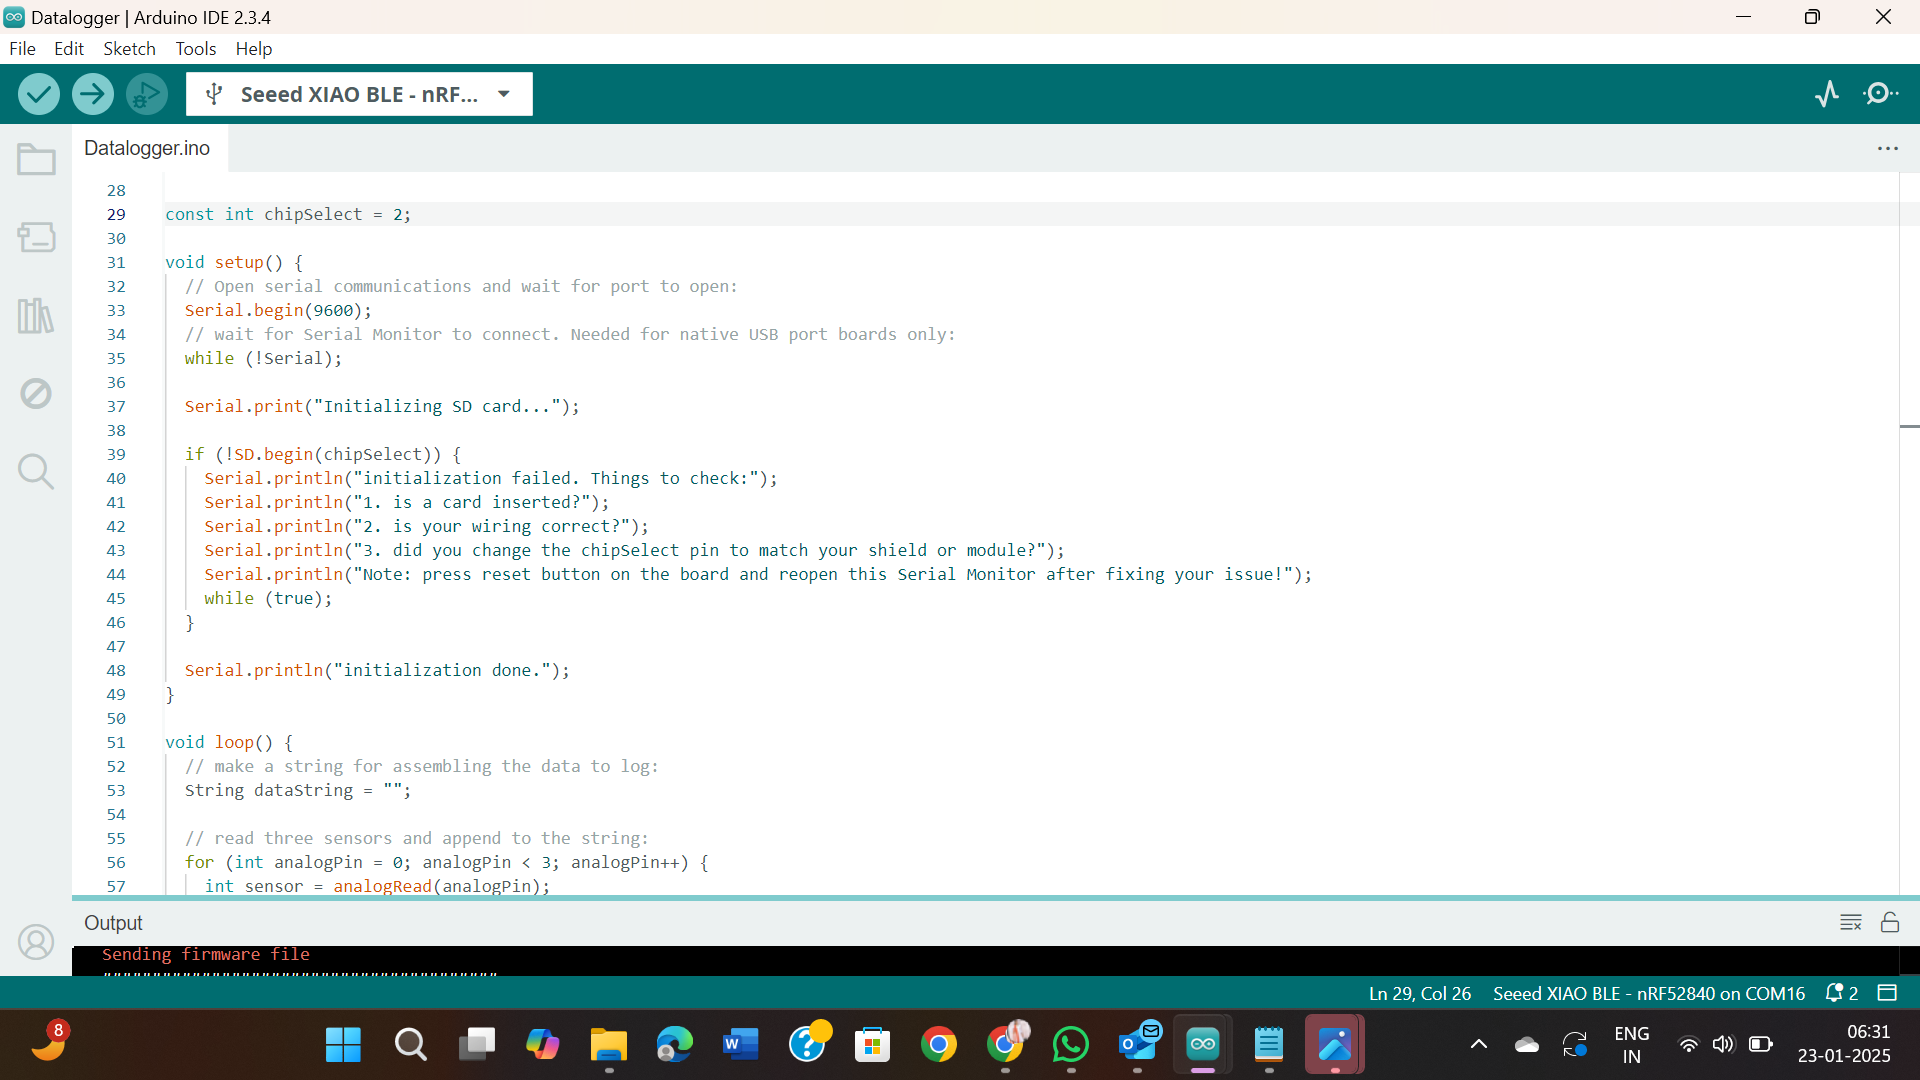 Datalogger | Arduino IDE 2.3.4
File Edit Sketch Tools Help
Seeed XIAO BLE - nRF...
Datalogger.ino
28
29 const int chipSelect = 2;
30
31 void setup() {
32 // Open serial communications and wait for port to open:
33 Serial.begin(9600);
34 // wait for Serial Monitor to connect. Needed for native USB port boards only:
35 while (!Serial);
36
37 Serial.print("Initializing SD card...");
38
39 if (!SD.begin(chipSelect)) {
40 Serial.println("initialization failed. Things to check:");
41 Serial.println("1. is a card inserted?");
42 Serial.println("2. is your wiring correct?");
43 Serial.println("3. did you change the chipSelect pin to match your shield or module?");
44 Serial.println("Note: press reset button on the board and reopen this Serial Monitor after fixing your issue!");
45 while (true);
46 }
47
48 Serial.println("initialization done.");
49 }
50
51 void loop() {
52 // make a string for assembling the data to log:
53 String dataString = "";
54
55 // read three sensors and append to the string:
56 for (int analogPin = 0; analogPin < 3; analogPin++) {
57 int sensor = analogRead(analogPin);
Output
Sending firmware file
Ln 29, Col 26 Seeed XIAO BLE - nRF52840 on COM16 2
8
ENG
IN
06:31
23-01-2025